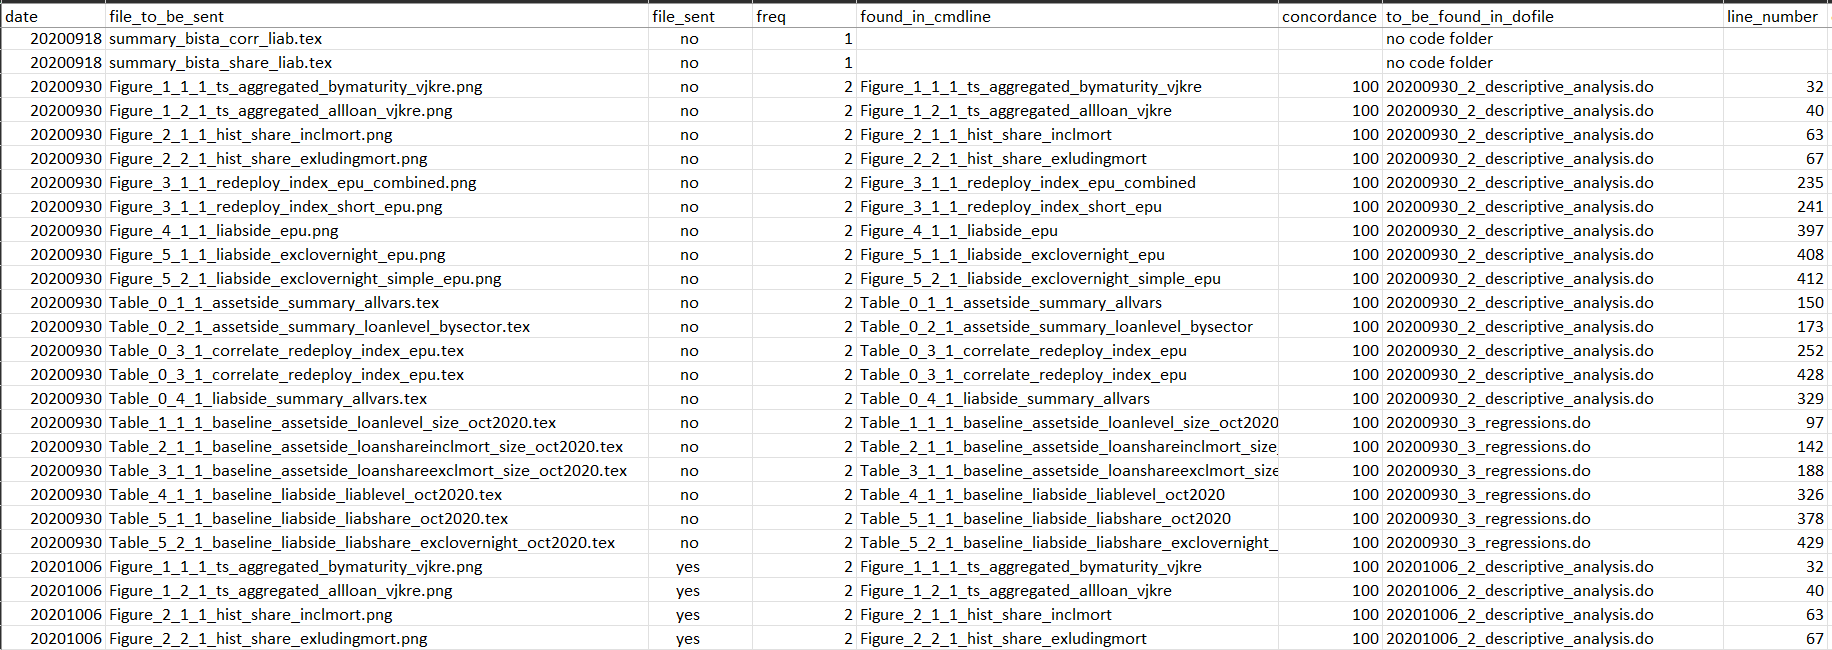 date file_to_be_sent file_sent freq found_in_cmdline concordance to_be_found_in_dofile line_number
20200918 summary_bista_corr_liab.tex no 1 no code folder
20200918 summary_bista_share_liab.tex no 1 no code folder
20200930 Figure_1_1_1_ts_aggregated_bymaturity_vjkre.png no 2 Figure_1_1_1_ts_aggregated_bymaturity_vjkre 100 20200930_2_descriptive_analysis.do 32
20200930 Figure_1_2_1_ts_aggregated_allloan_vjkre.png no 2 Figure_1_2_1_ts_aggregated_allloan_vjkre 100 20200930_2_descriptive_analysis.do 40
20200930 Figure_2_1_1_hist_share_inclmort.png no 2 Figure_2_1_1_hist_share_inclmort 100 20200930_2_descriptive_analysis.do 63
20200930 Figure_2_2_1_hist_share_exludingmort.png no 2 Figure_2_2_1_hist_share_exludingmort 100 20200930_2_descriptive_analysis.do 67
20200930 Figure_3_1_1_redeploy_index_epu_combined.png no 2 Figure_3_1_1_redeploy_index_epu_combined 100 20200930_2_descriptive_analysis.do 235
20200930 Figure_3_1_1_redeploy_index_short_epu.png no 2 Figure_3_1_1_redeploy_index_short_epu 100 20200930_2_descriptive_analysis.do 241
20200930 Figure_4_1_1_liabside_epu.png no 2 Figure_4_1_1_liabside_epu 100 20200930_2_descriptive_analysis.do 397
20200930 Figure_5_1_1_liabside_exclovernight_epu.png no 2 Figure_5_1_1_liabside_exclovernight_epu 100 20200930_2_descriptive_analysis.do 408
20200930 Figure_5_2_1_liabside_exclovernight_simple_epu.png no 2 Figure_5_2_1_liabside_exclovernight_simple_epu 100 20200930_2_descriptive_analysis.do 412
20200930 Table_0_1_1_assetside_summary_allvars.tex no 2 Table_0_1_1_assetside_summary_allvars 100 20200930_2_descriptive_analysis.do 150
20200930 Table_0_2_1_assetside_summary_loanlevel_bysector.tex no 2 Table_0_2_1_assetside_summary_loanlevel_bysector 100 20200930_2_descriptive_analysis.do 173
20200930 Table_0_3_1_correlate_redeploy_index_epu.tex no 2 Table_0_3_1_correlate_redeploy_index_epu 100 20200930_2_descriptive_analysis.do 252
20200930 Table_0_3_1_correlate_redeploy_index_epu.tex no 2 Table_0_3_1_correlate_redeploy_index_epu 100 20200930_2_descriptive_analysis.do 428
20200930 Table_0_4_1_liabside_summary_allvars.tex no 2 Table_0_4_1_liabside_summary_allvars 100 20200930_2_descriptive_analysis.do 329
20200930 Table_1_1_1_baseline_assetside_loanlevel_size_oct2020.tex no 2 Table_1_1_1_baseline_assetside_loanlevel_size_oct2020 100 20200930_3_regressions.do 97
20200930 Table_2_1_1_baseline_assetside_loanshareinclmort_size_oct2020.tex no 2 Table_2_1_1_baseline_assetside_loanshareinclmort_size_ 100 20200930_3_regressions.do 142
20200930 Table_3_1_1_baseline_assetside_loanshareexclmort_size_oct2020.tex no 2 Table_3_1_1_baseline_assetside_loanshareexclmort_size 100 20200930_3_regressions.do 188
20200930 Table_4_1_1_baseline_liabside_liablevel_oct2020.tex no 2 Table_4_1_1_baseline_liabside_liablevel_oct2020 100 20200930_3_regressions.do 326
20200930 Table_5_1_1_baseline_liabside_liabshare_oct2020.tex no 2 Table_5_1_1_baseline_liabside_liabshare_oct2020 100 20200930_3_regressions.do 378
20200930 Table_5_2_1_baseline_liabside_liabshare_exclovernight_oct2020.tex no 2 Table_5_2_1_baseline_liabside_liabshare_exclovernight_ 100 20200930_3_regressions.do 429
20201006 Figure_1_1_1_ts_aggregated_bymaturity_vjkre.png yes 2 Figure_1_1_1_ts_aggregated_bymaturity_vjkre 100 20201006_2_descriptive_analysis.do 32
20201006 Figure_1_2_1_ts_aggregated_allloan_vjkre.png yes 2 Figure_1_2_1_ts_aggregated_allloan_vjkre 100 20201006_2_descriptive_analysis.do 40
20201006 Figure_2_1_1_hist_share_inclmort.png yes 2 Figure_2_1_1_hist_share_inclmort 100 20201006_2_descriptive_analysis.do 63
20201006 Figure_2_2_1_hist_share_exludingmort.png yes 2 Figure_2_2_1_hist_share_exludingmort 100 20201006_2_descriptive_analysis.do 67